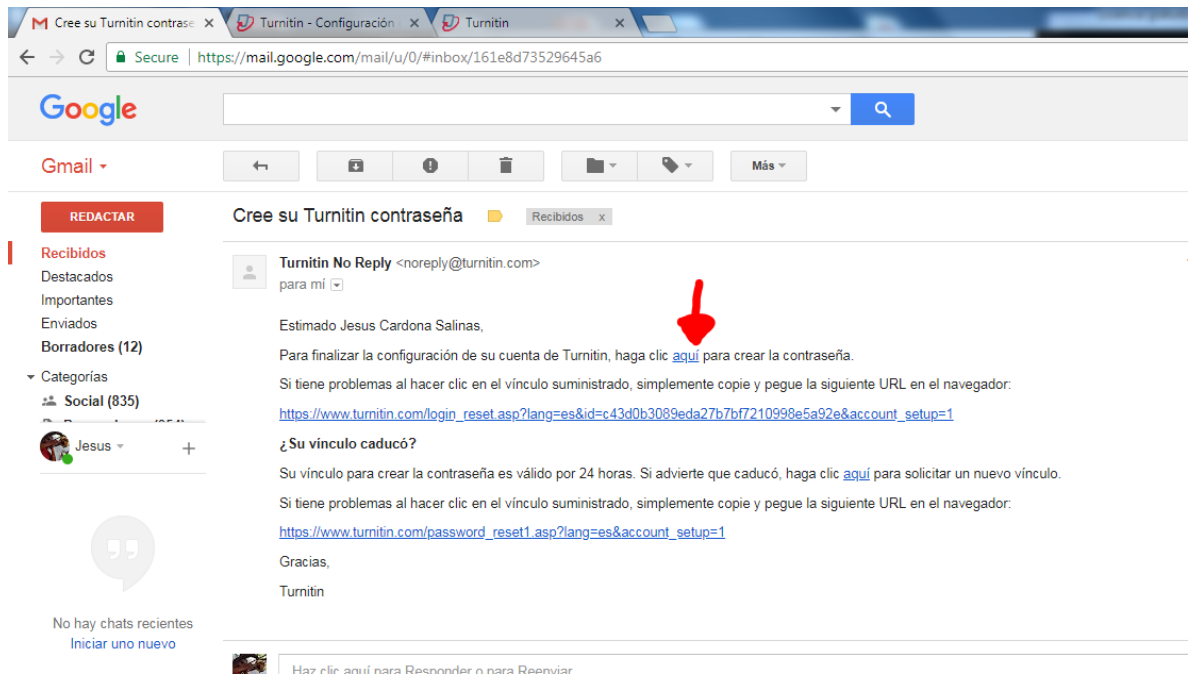 Cree su Turnitin contrase
Turnitin - Configuración
Turnitin
Secure
https://mail.google.com/mail/u/0/#inbox/161e8d73529645a6
Google
Gmail
Más
REDACTAR
Cree su Turnitin contraseña
Recibidos x
Recibidos
Destacados
Importantes
Enviados
Borradores (12)
Categorías
Social (835)
Jesus
+
Turnitin No Reply <noreply@turnitin.com>
para mí
Estimado Jesus Cardona Salinas,
Para finalizar la configuración de su cuenta de Turnitin, haga clic aquí para crear la contraseña.
Si tiene problemas al hacer clic en el vínculo suministrado, simplemente copie y pegue la siguiente URL en el navegador:
https://www.turnitin.com/login_reset.asp?lang=es&id=c43d0b3089eda27b7bf7210998e5a92e&account_setup=1
¿Su vínculo caducó?
Su vínculo para crear la contraseña es válido por 24 horas. Si advierte que caducó, haga clic aquí para solicitar un nuevo vínculo.
Si tiene problemas al hacer clic en el vínculo suministrado, simplemente copie y pegue la siguiente URL en el navegador:
https://www.turnitin.com/password_reset1.asp?lang=es&account_setup=1
Gracias,
Turnitin
No hay chats recientes
Iniciar uno nuevo
Haz clic aquí para Responder o para Reenviar